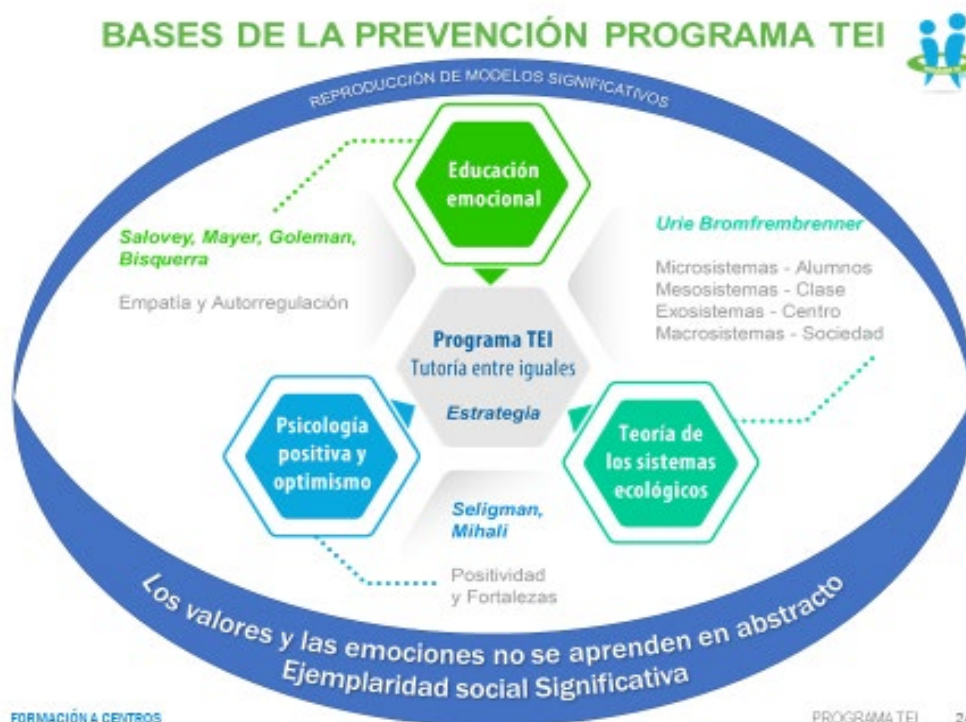 BASES DE LA PREVENCIÓN PROGRAMA TEI
REPRODUCCIÓN DE MODELOS SIGNIFICATIVOS
Educación
emocional
Salovey, Mayer, Goleman,
Bisquerra
Empatía y Autorregulación
Urie Bromfrembrenner
Microsistemas - Alumnos
Mesosistemas - Clase
Exosistemas - Centro
Macrosistemas - Sociedad
Programa TEI
Tutoría entre iguales
Estrategia
Psicología
positiva y
optimismo
Teoría de
los sistemas
ecológicos
Seligman,
Mihali
Positividad
y Fortalezas
Los valores y las emociones no se aprenden en abstracto
Ejemplaridad social Significativa
FORMACIÓN A CENTROS
PROGRAMA TEI